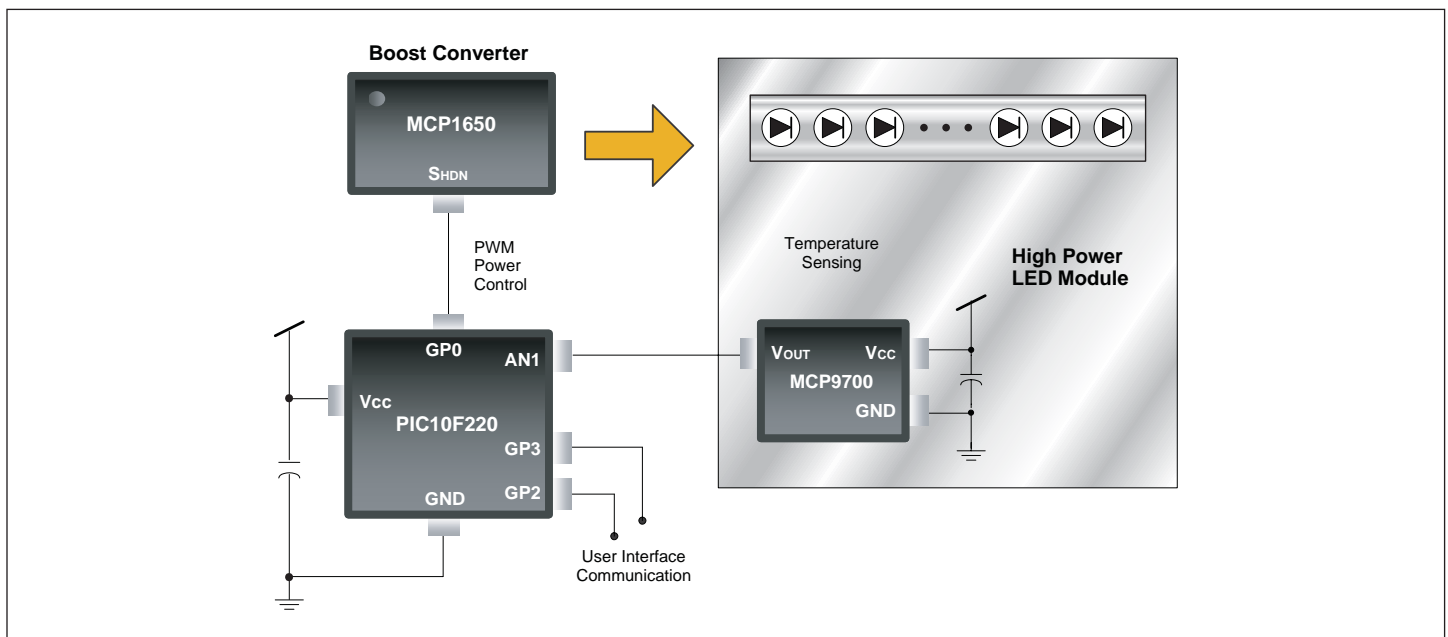 Boost Converter
MCP1650
SHDN
PWM
Power
Control
GP0
AN1
Vcc
PIC10F220
GP3
GP2
GND
User Interface
Communication
Temperature
Sensing
High Power
LED Module
VOUT
Vcc
MCP9700
GND